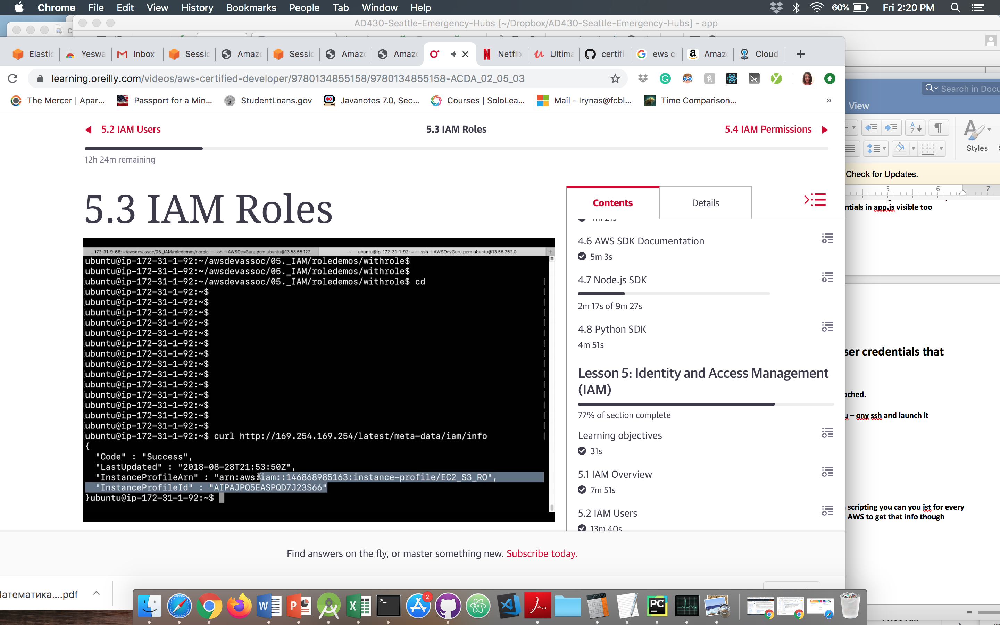 Chrome File Edit View History Bookmarks People Tab Window Help 60% Fri 2:20 PM
AD430-Seattle-Emergency-Hubs [~/Dropbox/AD430-Seattle-Emergency-Hubs] - app
Elastic Yeswa Inbox Sessio Amazo Sessio Amazo Amazo Netflix Ultima certifi ews c Amazo Cloud
learning.oreilly.com/videos/aws-certified-developer/9780134855158/9780134855158-ACDA_02_05_03
The Mercer | Apar... Passport for a Min... StudentLoans.gov Javanotes 7.0, Sec... Courses | SoloLea... Mail - Irynas@fcbl... Time Comparison... »
Search in Docu
View
Styles
Check for Updates.
5 6 7
ntials in app.js visible too
ser credentials that
ached.
– ony ssh and launch it
scripting you can you ist for every
AWS to get that info though
5.2 IAM Users 5.3 IAM Roles 5.4 IAM Permissions
12h 24m remaining
5.3 IAM Roles
Contents Details
...172-31-9-66: ~/awsdevassoc/05._IAM/roledemos/norole — ssh -i AWSDevGuru.pem ubuntu@13.58.55.122 ~ — ubuntu@ip-172-31-1-92: ~ — ssh -i AWSDevGuru.pem ubuntu@13.58.252.0
ubuntu@ip-172-31-1-92:~/awsdevassoc/05._IAM/roledemos/withrole$
ubuntu@ip-172-31-1-92:~/awsdevassoc/05._IAM/roledemos/withrole$
ubuntu@ip-172-31-1-92:~/awsdevassoc/05._IAM/roledemos/withrole$ cd
ubuntu@ip-172-31-1-92:~$
ubuntu@ip-172-31-1-92:~$
ubuntu@ip-172-31-1-92:~$
ubuntu@ip-172-31-1-92:~$
ubuntu@ip-172-31-1-92:~$
ubuntu@ip-172-31-1-92:~$
ubuntu@ip-172-31-1-92:~$
ubuntu@ip-172-31-1-92:~$
ubuntu@ip-172-31-1-92:~$
ubuntu@ip-172-31-1-92:~$
ubuntu@ip-172-31-1-92:~$
ubuntu@ip-172-31-1-92:~$
ubuntu@ip-172-31-1-92:~$
ubuntu@ip-172-31-1-92:~$
ubuntu@ip-172-31-1-92:~$ curl http://169.254.169.254/latest/meta-data/iam/info
{
"Code" : "Success",
"LastUpdated" : "2018-08-28T21:53:50Z",
"InstanceProfileArn" : "arn:aws:iam::146868985163:instance-profile/EC2_S3_RO",
"InstanceProfileId" : "AIPAJPQ5EASPQD7J23S66"
}ubuntu@ip-172-31-1-92:~$
4.6 AWS SDK Documentation
5m 3s
4.7 Node.js SDK
2m 17s of 9m 27s
4.8 Python SDK
4m 51s
Lesson 5: Identity and Access Management
(IAM)
77% of section complete
Learning objectives
31s
5.1 IAM Overview
7m 51s
5.2 IAM Users
13m 40s
Find answers on the fly, or master something new. Subscribe today.
Математика....pdf
2